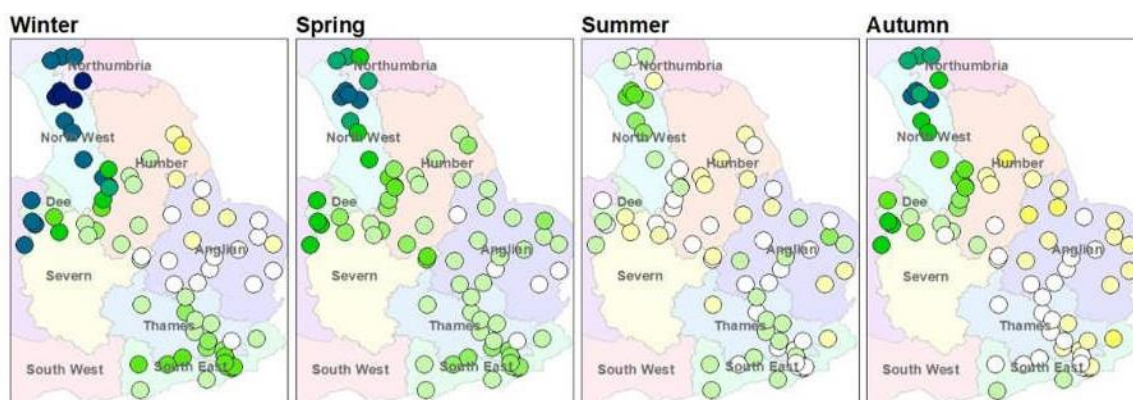 Winter
Northumbria
North West
Humber
Dee
Anglian
Severn
Thames
South West
South East
Spring
Northumbria
North West
Humber
Dee
Anglian
Severn
Thames
South West
South East
Summer
Northumbria
North West
Humber
Dee
Anglian
Severn
Thames
South West
South East
Autumn
Northumbria
North West
Humber
Dee
Anglian
Severn
Thames
South West
South East